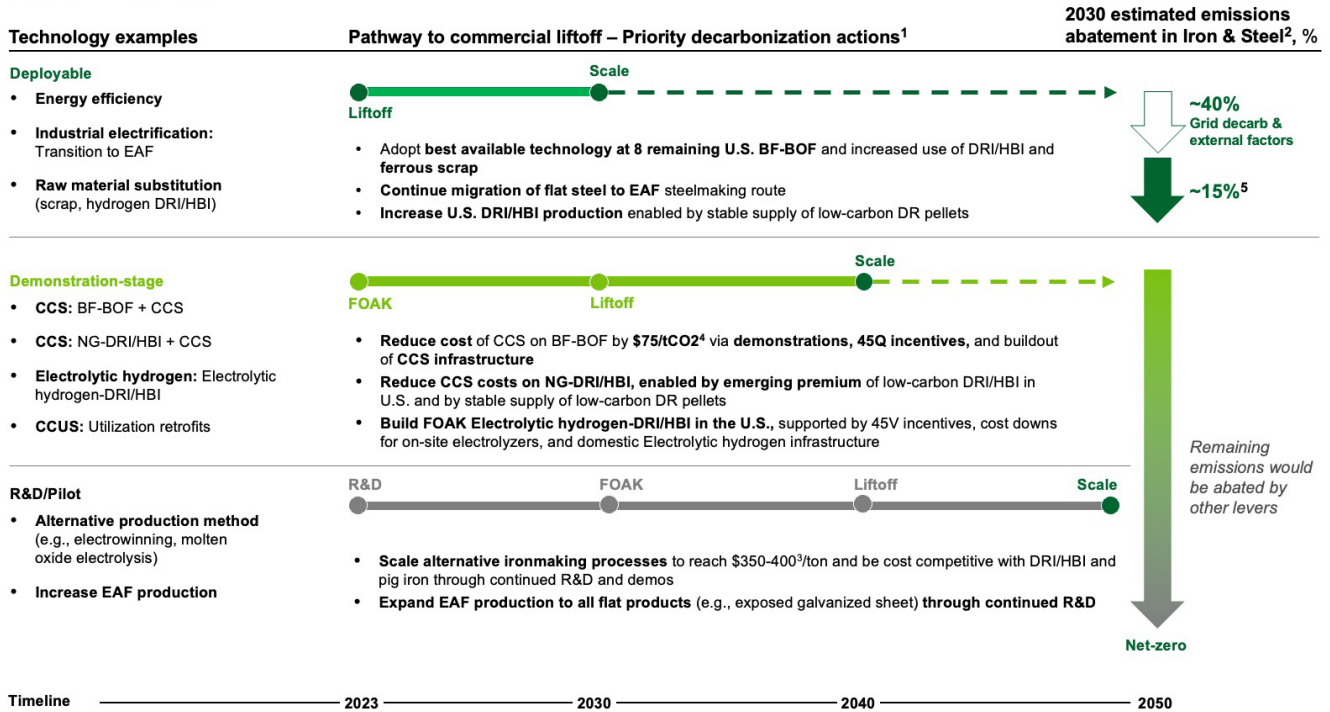 Technology examples
Pathway to commercial liftoff – Priority decarbonization actions1
2030 estimated emissions
abatement in Iron & Steel2, %
Deployable
• Energy efficiency
• Industrial electrification:
Transition to EAF
• Raw material substitution
(scrap, hydrogen DRI/HBI)
Scale
Liftoff
• Adopt best available technology at 8 remaining U.S. BF-BOF and increased use of DRI/HBI and
ferrous scrap
• Continue migration of flat steel to EAF steelmaking route
• Increase U.S. DRI/HBI production enabled by stable supply of low-carbon DR pellets
~40%
Grid decarb &
external factors
~15%5
Demonstration-stage
• CCS: BF-BOF + CCS
• CCS: NG-DRI/HBI + CCS
• Electrolytic hydrogen: Electrolytic
hydrogen-DRI/HBI
• CCUS: Utilization retrofits
Scale
FOAK
Liftoff
• Reduce cost of CCS on BF-BOF by $75/tCO24 via demonstrations, 45Q incentives, and buildout
of CCS infrastructure
• Reduce CCS costs on NG-DRI/HBI, enabled by emerging premium of low-carbon DRI/HBI in
U.S. and by stable supply of low-carbon DR pellets
• Build FOAK Electrolytic hydrogen-DRI/HBI in the U.S., supported by 45V incentives, cost downs
for on-site electrolyzers, and domestic Electrolytic hydrogen infrastructure
Remaining
emissions would
be abated by
other levers
R&D/Pilot
• Alternative production method
(e.g., electrowinning, molten
oxide electrolysis)
• Increase EAF production
R&D
FOAK
Liftoff
Scale
• Scale alternative ironmaking processes to reach $350-4003/ton and be cost competitive with DRI/HBI and
pig iron through continued R&D and demos
• Expand EAF production to all flat products (e.g., exposed galvanized sheet) through continued R&D
Net-zero
Timeline
2023
2030
2040
2050